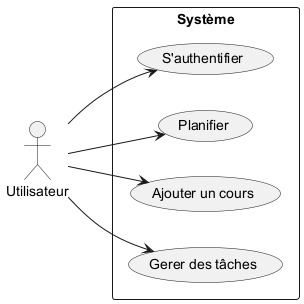 Système
S'authentifier
Planifier
Utilisateur
Ajouter un cours
Gerer des tâches